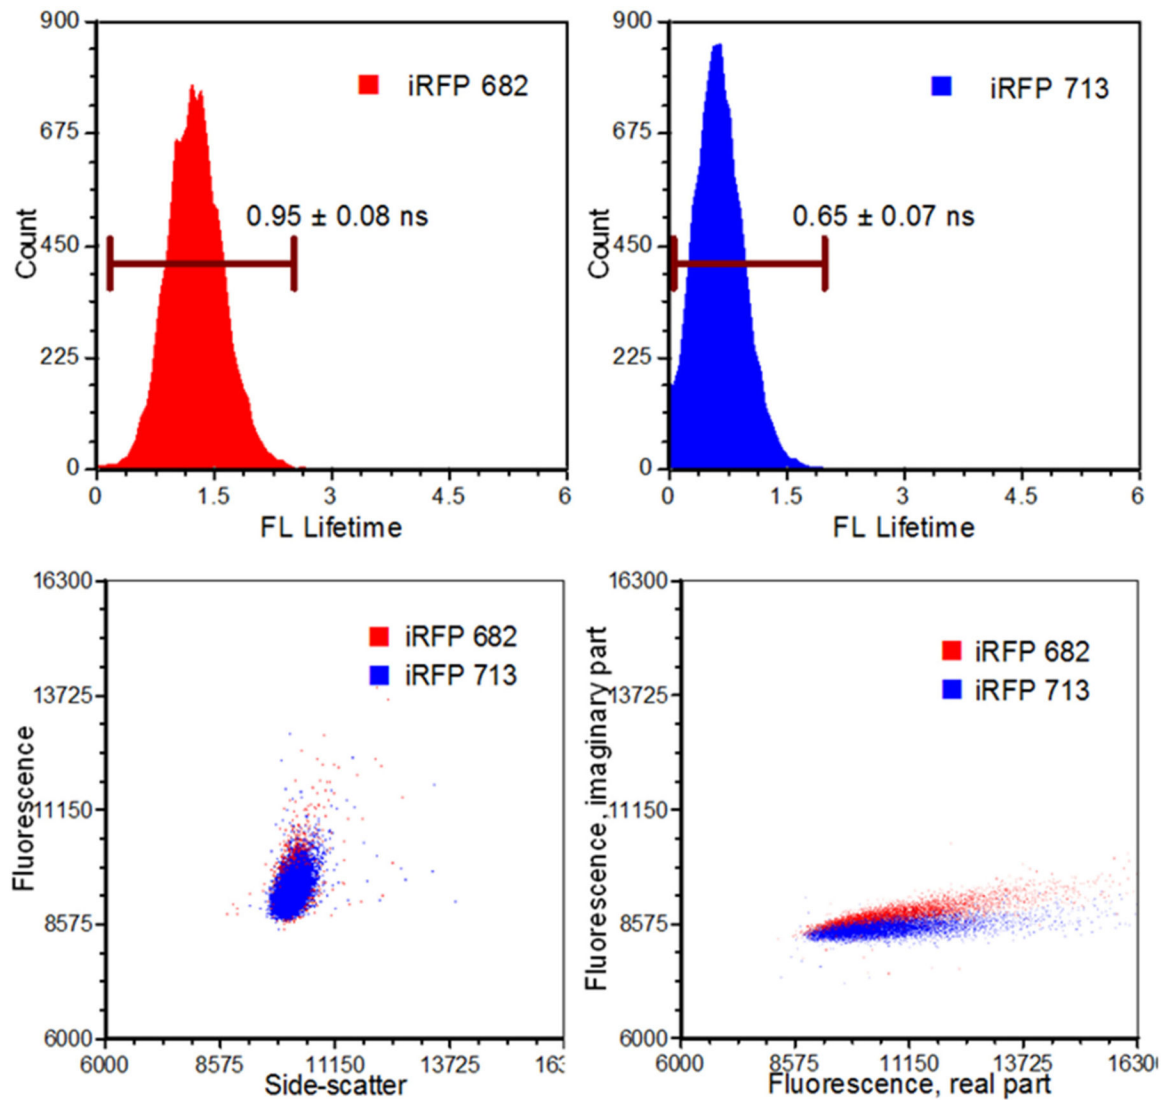 900
675
450
225
0
0 1.5 3 4.5 6
Count
FL Lifetime
iRFP 682
0.95 ± 0.08 ns
900
675
450
225
0
0 1.5 3 4.5 6
Count
FL Lifetime
iRFP 713
0.65 ± 0.07 ns
16300
13725
11150
8575
6000
6000 8575 11150 13725
Fluorescence
Side-scatter
iRFP 682
iRFP 713
16300
13725
11150
8575
6000
6000 8575 11150 13725 16300
Fluorescence, imaginary part
Fluorescence, real part
iRFP 682
iRFP 713